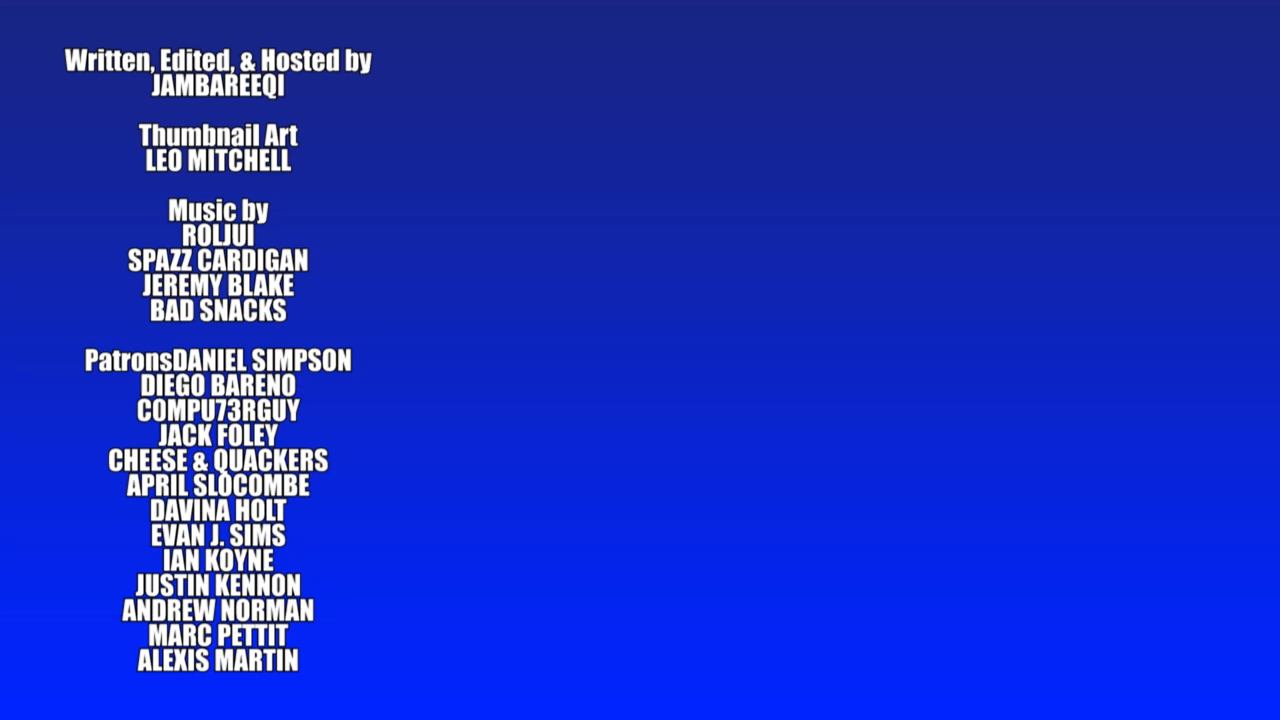 Written, Edited, & Hosted by
JAMBAREEQI
Thumbnail Art
LEO MITCHELL
Music by
ROLJUI
SPAZZ CARDIGAN
JEREMY BLAKE
BAD SNACKS
PatronsDANIEL SIMPSON
DIEGO BARENO
COMPU73RGUY
JACK FOLEY
CHEESE & QUACKERS
APRIL SLOCOMBE
DAVINA HOLT
EVAN J. SIMS
IAN KOYNE
JUSTIN KENNON
ANDREW NORMAN
MARC PETTIT
ALEXIS MARTIN